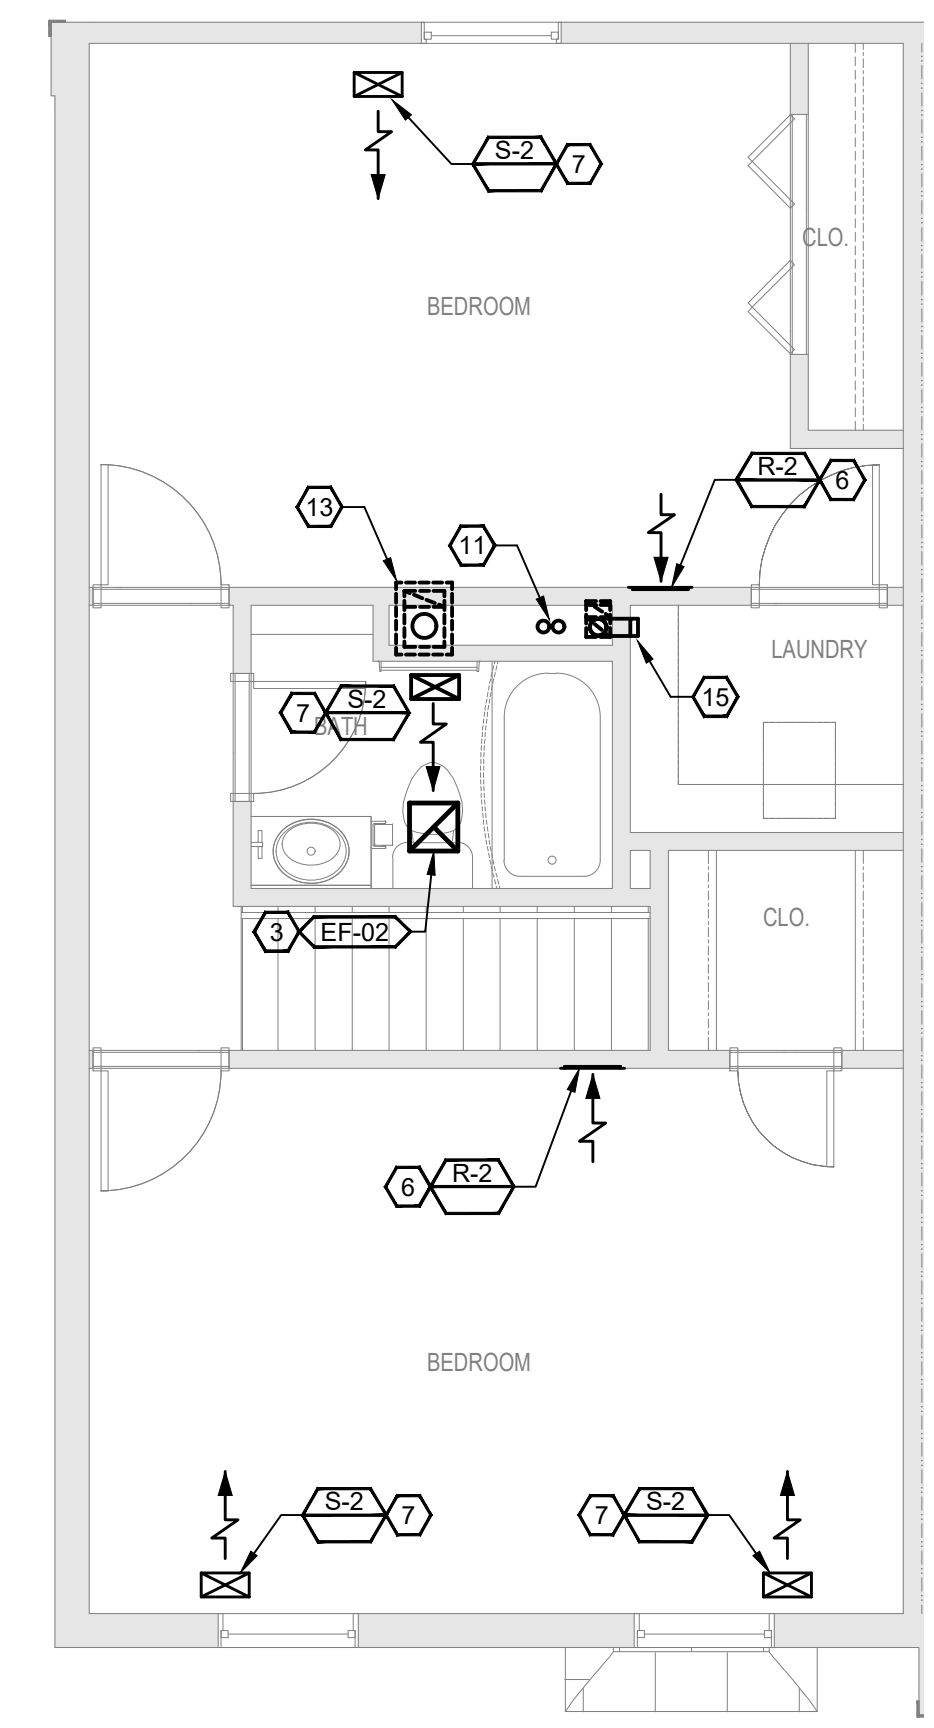 S-2
7
CLO.
BEDROOM
R-2
6
13
11
LAUNDRY
15
S-2
7
BATH
CLO.
3
EF-02
R-2
6
BEDROOM
S-2
7
7
S-2